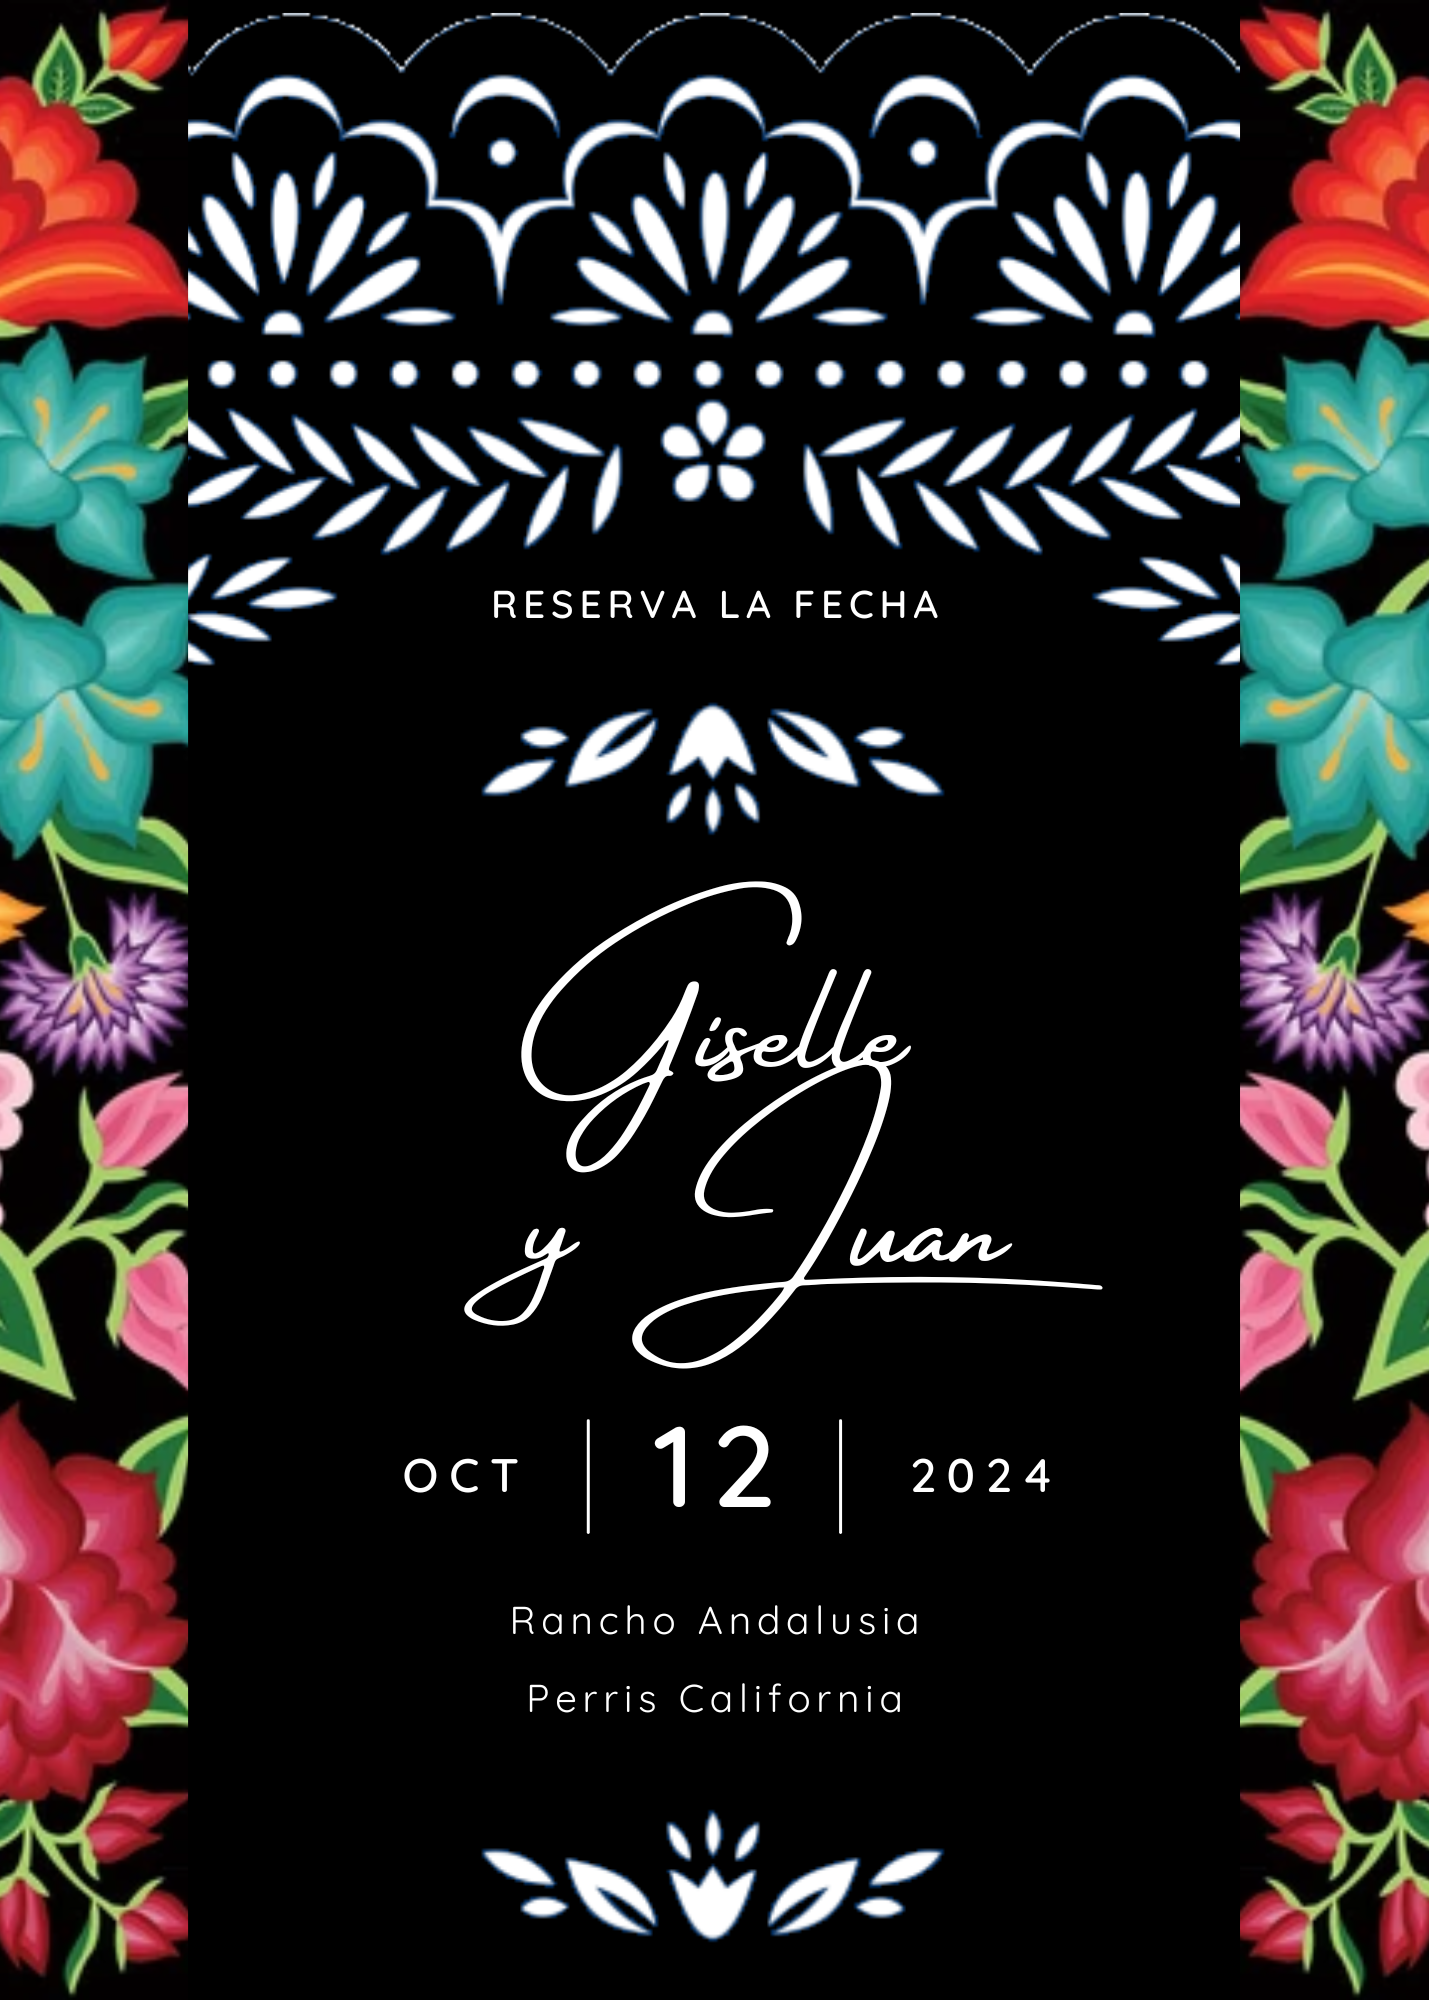 RESERVA LA FECHA
Giselle
y Juan
OCT | 12 | 2024
Rancho Andalusia
Perris California